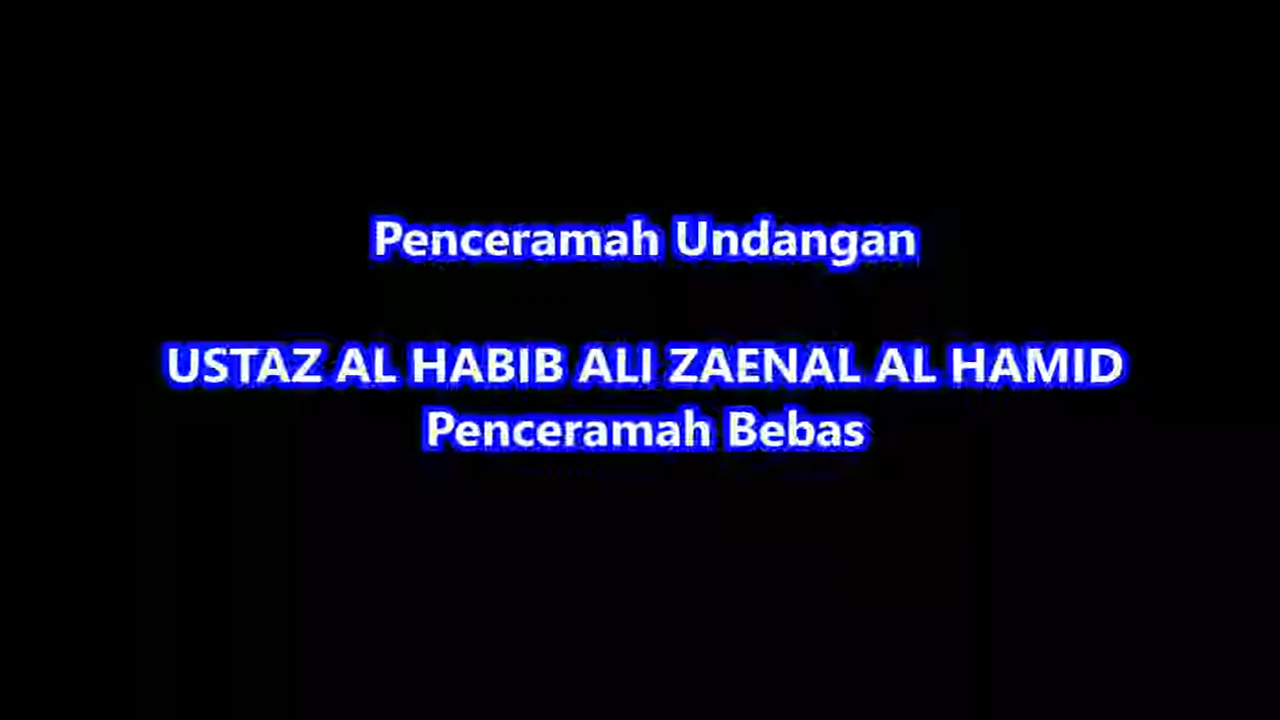 Penceramah Undangan
USTAZ AL HABIB ALI ZAENAL AL HAMID
Penceramah Bebas